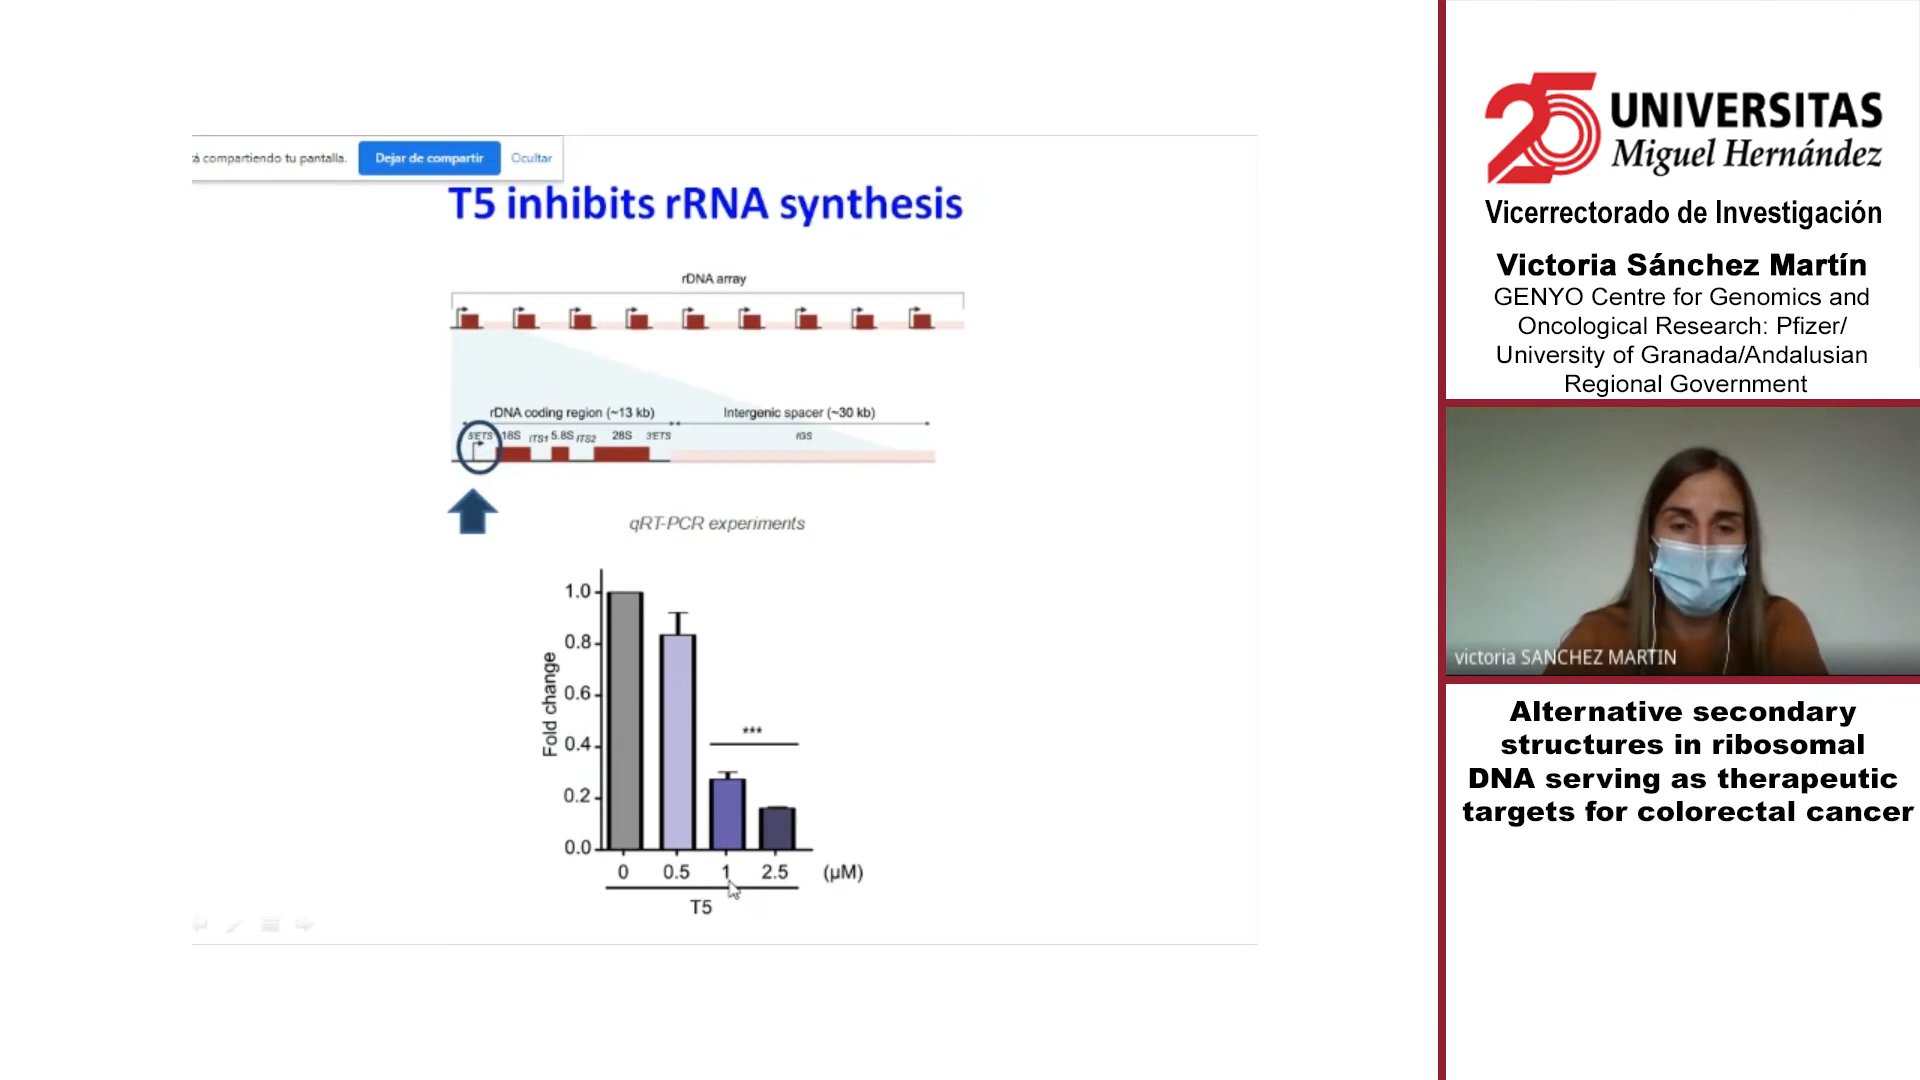 á compartiendo tu pantalla.
Dejar de compartir
Ocultar
T5 inhibits rRNA synthesis
rDNA array
rDNA coding region (~13 kb)
Intergenic spacer (~30 kb)
5'ETS 18S ITS1 5.8S ITS2 28S 3'ETS IGS
qRT-PCR experiments
Fold change
1.0
0.8
0.6
0.4
0.2
0.0
***
0 0.5 1 2.5 (µM)
T5
25 UNIVERSITAS
Miguel Hernández
Vicerrectorado de Investigación
Victoria Sánchez Martín
GENYO Centre for Genomics and
Oncological Research: Pfizer/
University of Granada/Andalusian
Regional Government
victoria SANCHEZ MARTIN
Alternative secondary
structures in ribosomal
DNA serving as therapeutic
targets for colorectal cancer